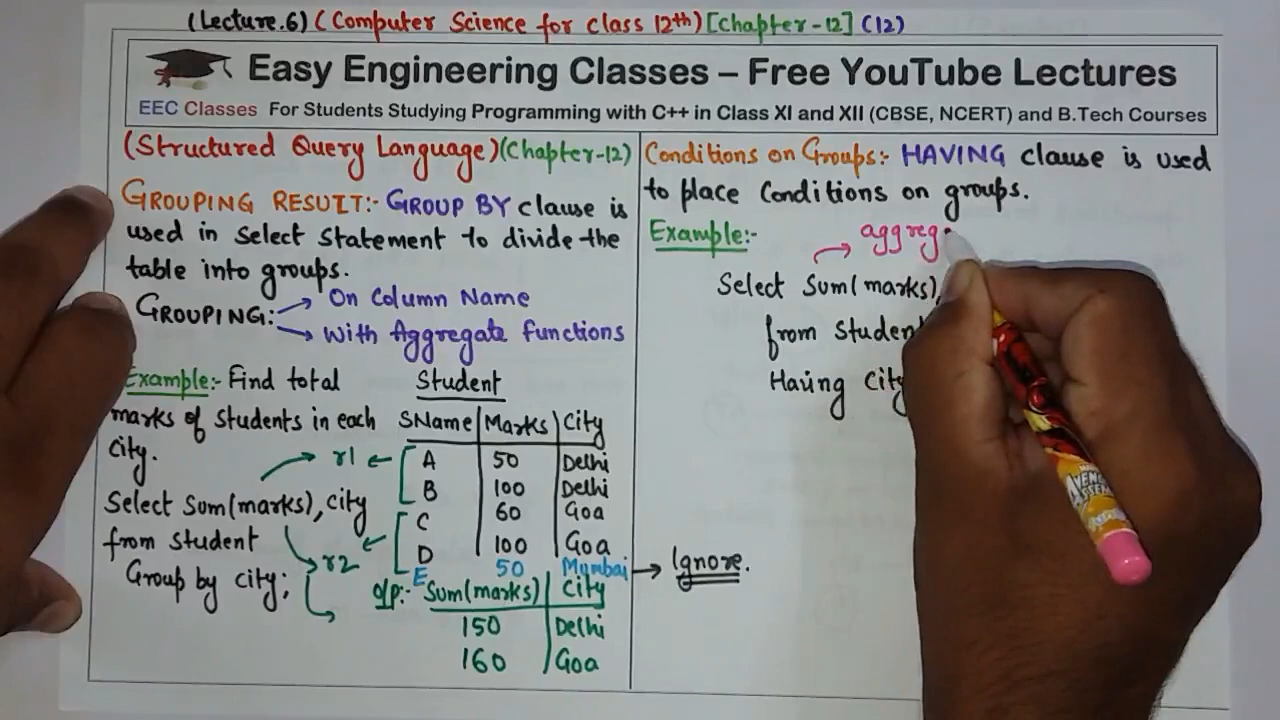 (Lecture.6) (Computer Science for class 12th) [Chapter-12] (12)
Easy Engineering Classes – Free YouTube Lectures
EEC Classes For Students Studying Programming with C++ in Class XI and XII (CBSE, NCERT) and B.Tech Courses
(Structured Query Language)(Chapter-12)
GROUPING RESULT:- GROUP BY clause is
used in Select Statement to divide the
table into groups.
GROUPING:
On Column Name
With Aggregate functions
Example:- Find total
marks of students in each
city.
Select Sum(marks), city
from student
Group by city;
Student
SName Marks City
r1 A 50 Delhi
B 100 Delhi
C 60 Goa
r2 D 100 Goa
E 50 Mumbai → Ignore.
o/p:- Sum(marks) City
150 Delhi
160 Goa
Conditions on Groups:- HAVING clause is used
to place Conditions on groups.
Example:-
aggreg
Select Sum(marks),
from Student
Having City